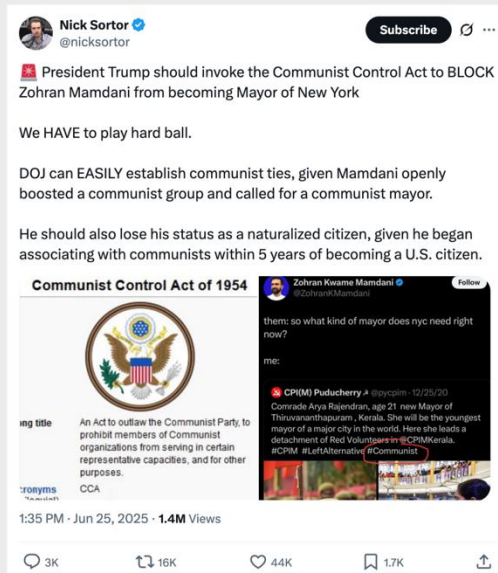 Nick Sortor
@nicksortor
Subscribe
🚨 President Trump should invoke the Communist Control Act to BLOCK
Zohran Mamdani from becoming Mayor of New York
We HAVE to play hard ball.
DOJ can EASILY establish communist ties, given Mamdani openly
boosted a communist group and called for a communist mayor.
He should also lose his status as a naturalized citizen, given he began
associating with communists within 5 years of becoming a U.S. citizen.
Communist Control Act of 1954
ong title
An Act to outlaw the Communist Party, to
prohibit members of Communist
organizations from serving in certain
representative capacities, and for other
purposes.
cronyms
CCA
Zohran Kwame Mamdani
@ZohranKMamdani
Follow
them: so what kind of mayor does nyc need right
now?
me:
CPI(M) Puducherry @pycpim · 12/25/20
Comrade Arya Rajendran, age 21 new Mayor of
Thiruvananthapuram , Kerala. She will be the youngest
mayor of a major city in the world. Here she leads a
detachment of Red Volunteers in @CPIMKerala.
#CPIM #LeftAlternative #Communist
1:35 PM · Jun 25, 2025 · 1.4M Views
3K
16K
44K
1.7K